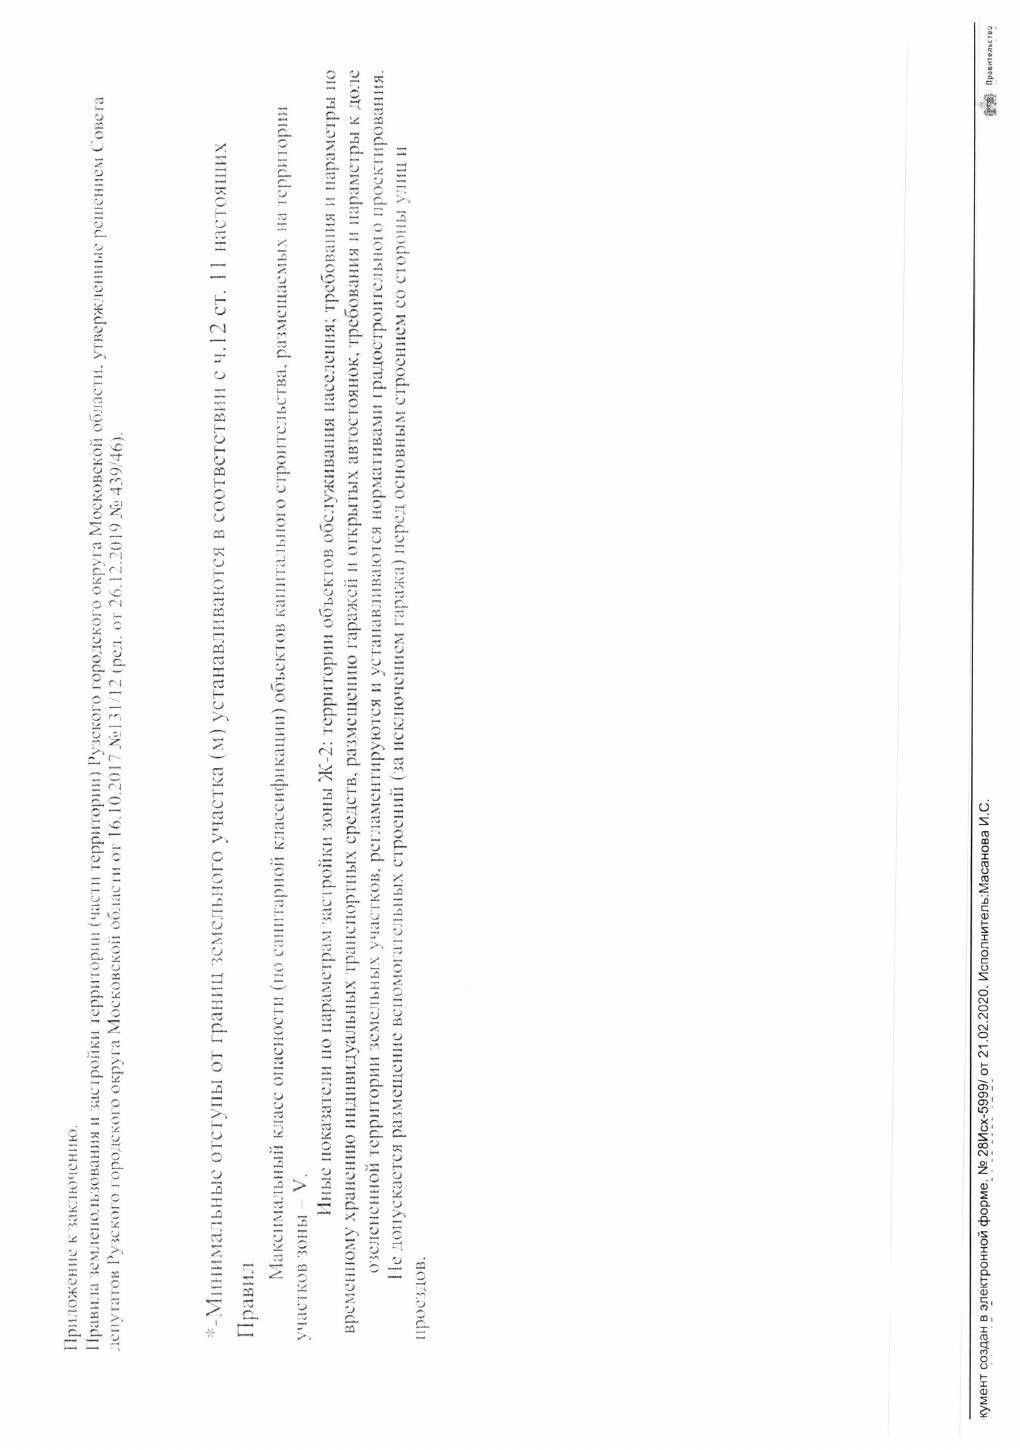 Приложение к заключению.
Правила землепользования и застройки территории (части территории) Рузского городского округа Московской области, утвержденные решением Совета
депутатов Рузского городского округа Московской области от 16.10.2017 №131/12 (ред. от 26.12.2019 № 439/46).
*-Минимальные отступы от границ земельного участка (м) устанавливаются в соответствии с ч.12 ст. 11 настоящих
Правил
Максимальный класс опасности (по санитарной классификации) объектов капитального строительства, размещаемых на территории
участков зоны – V.
Иные показатели по параметрам застройки зоны Ж-2: территории объектов обслуживания населения; требования и параметры по
временному хранению индивидуальных транспортных средств, размещению гаражей и открытых автостоянок, требования и параметры к доле
озелененной территории земельных участков, регламентируются и устанавливаются нормативами градостроительного проектирования.
Не допускается размещение вспомогательных строений (за исключением гаража) перед основным строением со стороны улиц и
проездов.
кумент создан в электронной форме. № 28Исх-5999/ от 21.02.2020. Исполнитель:Масанова И.С.
Правительство